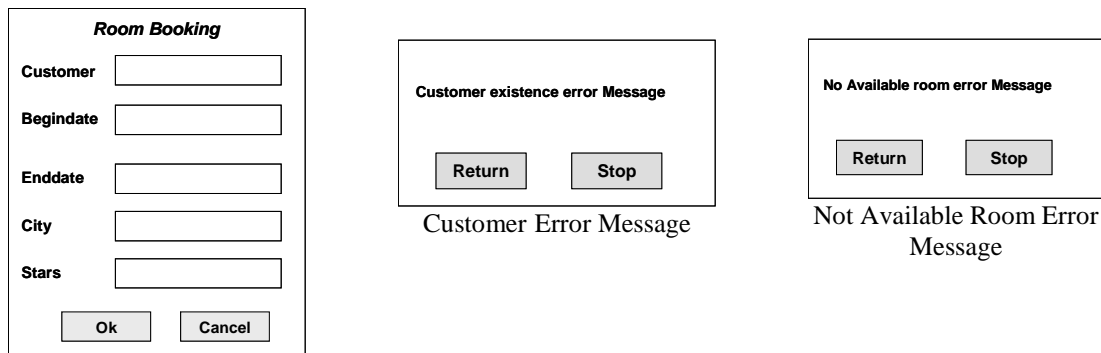 Room Booking
Customer
Begindate
Enddate
City
Stars
Ok Cancel
Customer existence error Message
Return Stop
Customer Error Message
No Available room error Message
Return Stop
Not Available Room Error
Message